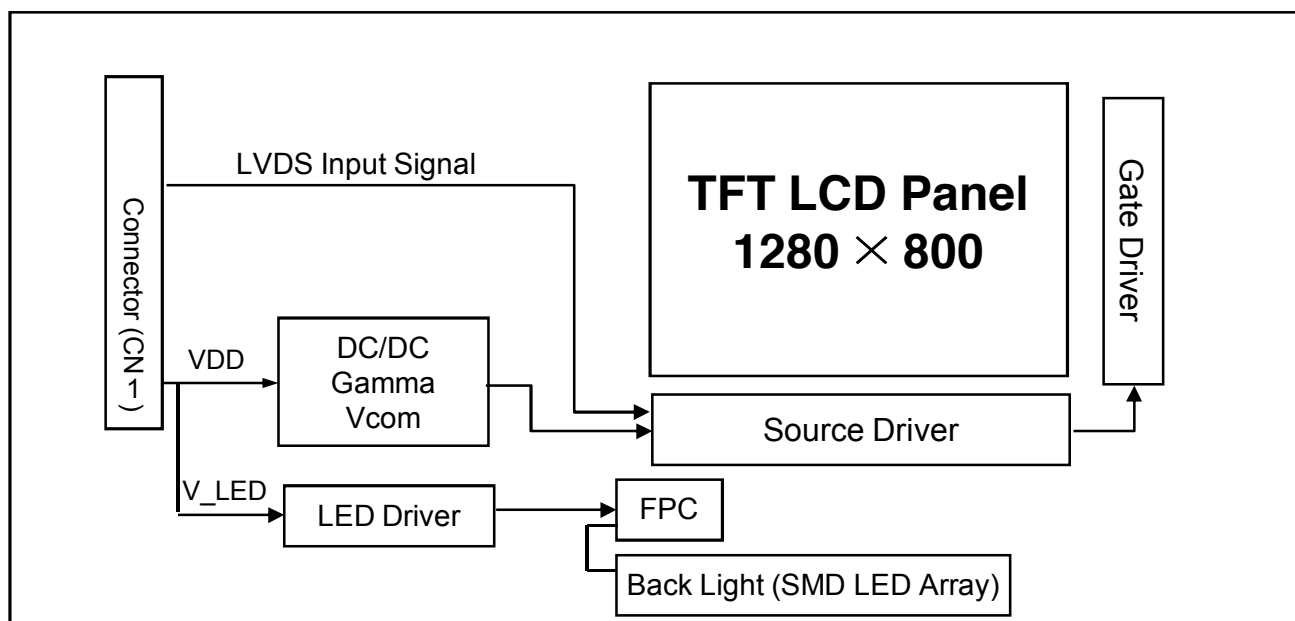 LVDS Input Signal
Connector (CN1)
VDD
DC/DC
Gamma
Vcom
V_LED
LED Driver
FPC
Back Light (SMD LED Array)
TFT LCD Panel
1280 × 800
Source Driver
Gate Driver